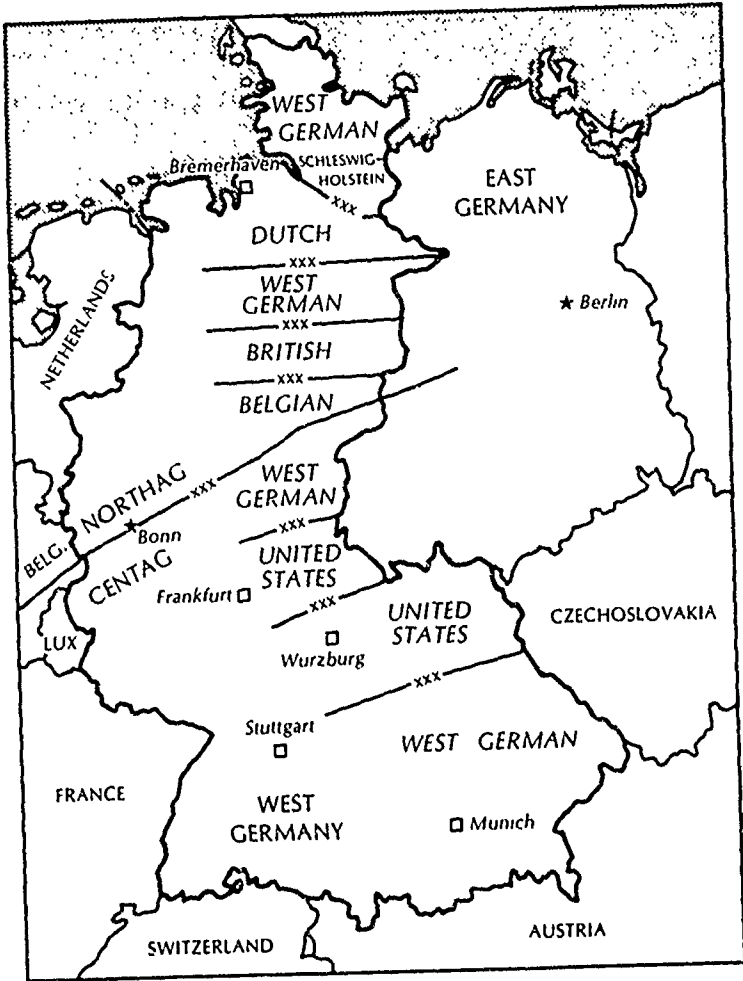 WEST
GERMAN
SCHLESWIG-
HOLSTEIN
Bremerhaven
xxx
EAST
GERMANY
DUTCH
xxx
WEST
GERMAN
Berlin
NETHERLANDS
xxx
BRITISH
xxx
BELGIAN
WEST
GERMAN
NORTHAG
xxx
BELG.
Bonn
xxx
CENTAG
UNITED
STATES
Frankfurt
xxx
UNITED
STATES
CZECHOSLOVAKIA
LUX
Wurzburg
xxx
Stuttgart
WEST GERMAN
FRANCE
WEST
GERMANY
Munich
SWITZERLAND
AUSTRIA